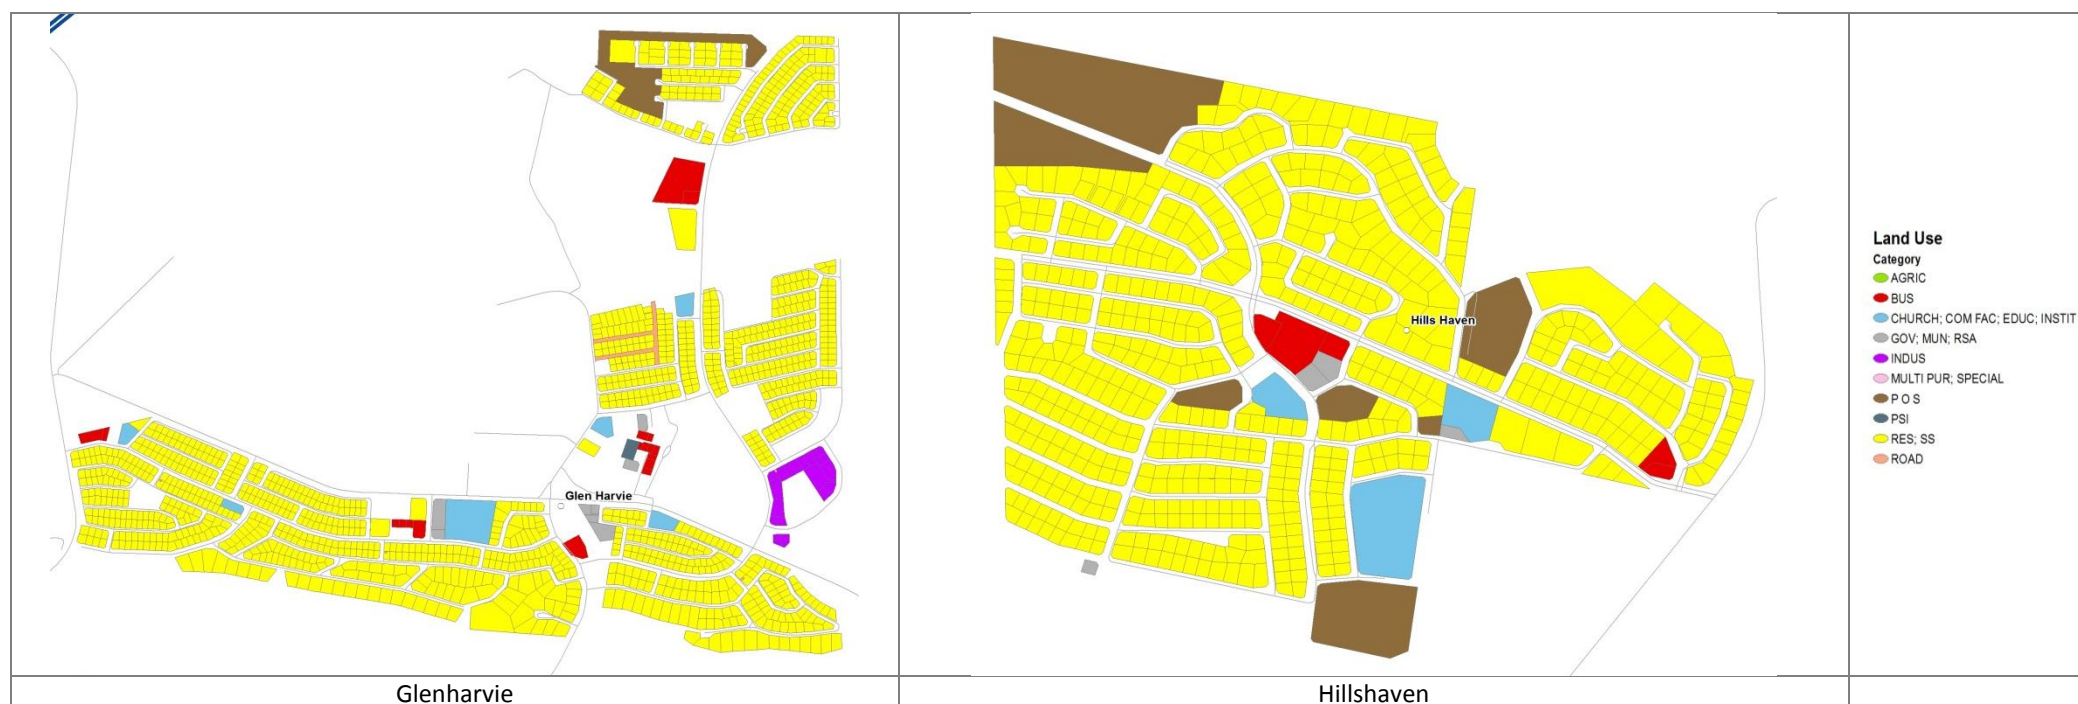 Glen Harvie
Hills Haven
Land Use
Category
AGRIC
BUS
CHURCH; COM FAC; EDUC; INSTIT
GOV; MUN; RSA
INDUS
MULTI PUR; SPECIAL
P O S
PSI
RES; SS
ROAD
Glenharvie
Hillshaven